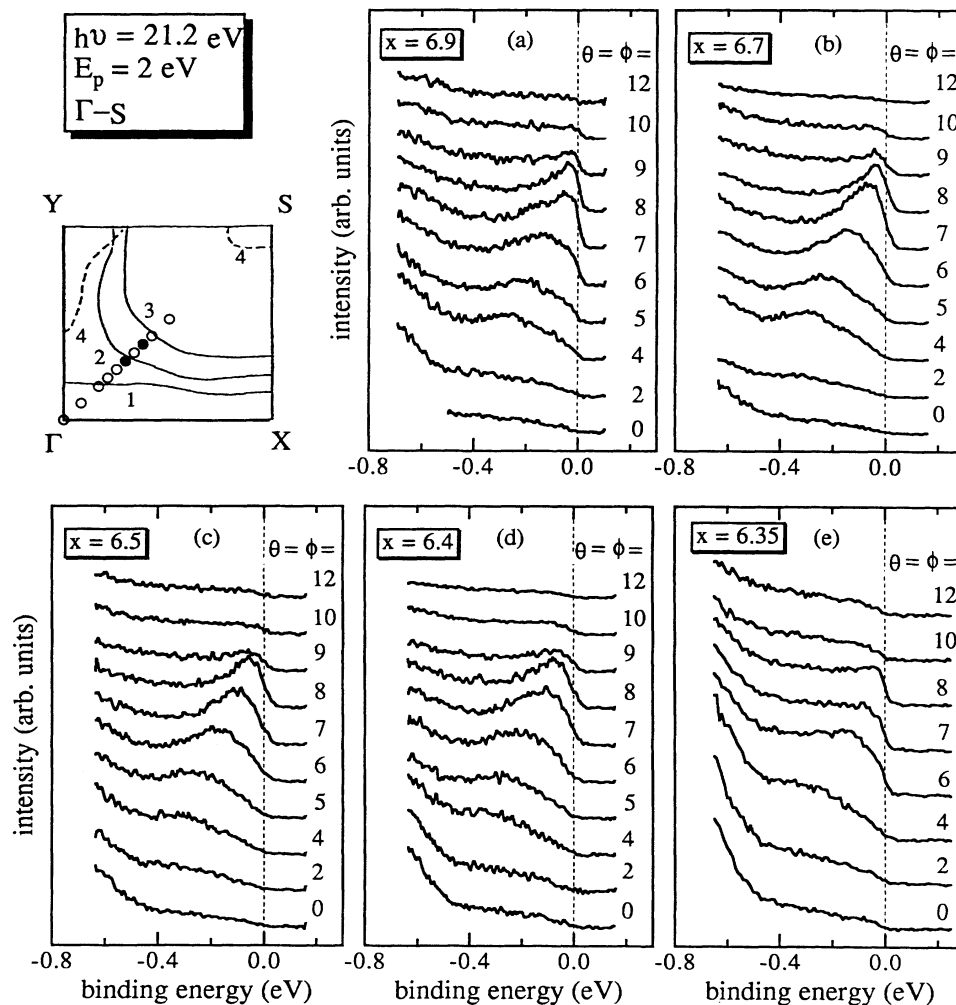 hυ = 21.2 eV
E_p = 2 eV
Γ–S
Y S
4
3
4
2
1
Γ X
x = 6.9 (a) θ = ϕ =
12
10
9
8
7
6
5
4
2
0
-0.8 -0.4 0.0
x = 6.7 (b) θ = ϕ =
12
10
9
8
7
6
5
4
2
0
-0.8 -0.4 0.0
intensity (arb. units)
x = 6.5 (c) θ = ϕ =
12
10
9
8
7
6
5
4
2
0
-0.8 -0.4 0.0
binding energy (eV)
intensity (arb. units)
x = 6.4 (d) θ = ϕ =
12
10
9
8
7
6
5
4
2
0
-0.8 -0.4 0.0
binding energy (eV)
x = 6.35 (e) θ = ϕ =
12
10
8
7
6
4
2
0
-0.8 -0.4 0.0
binding energy (eV)